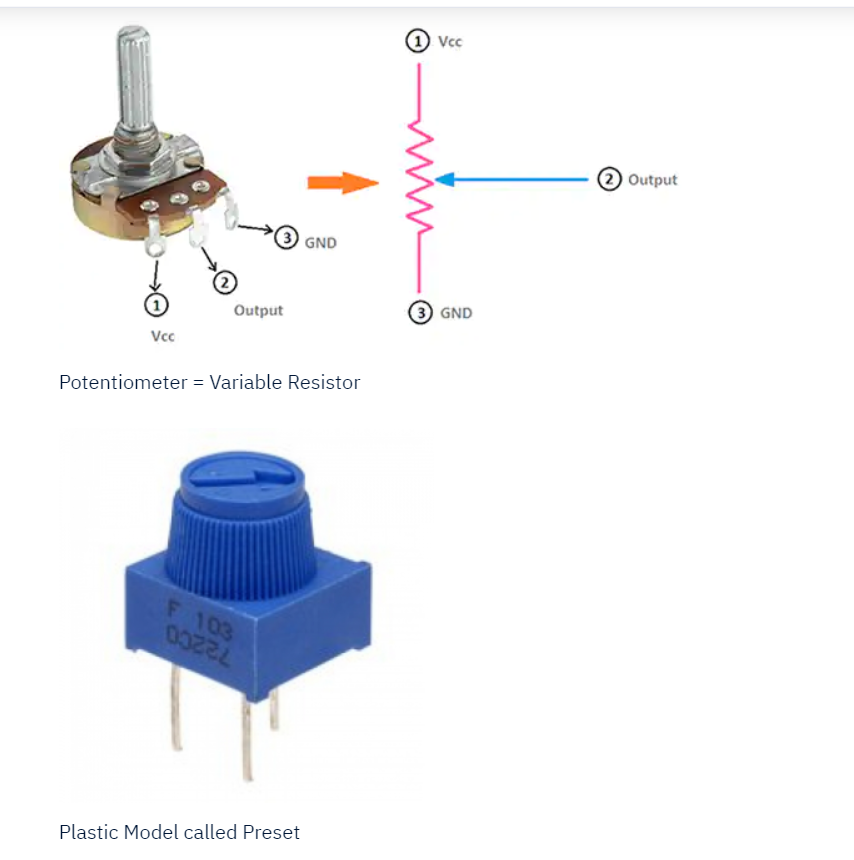 1 Vcc
2 Output
3 GND
2
Output
1
Vcc
3 GND
Potentiometer = Variable Resistor
F 103
722CO
Plastic Model called Preset